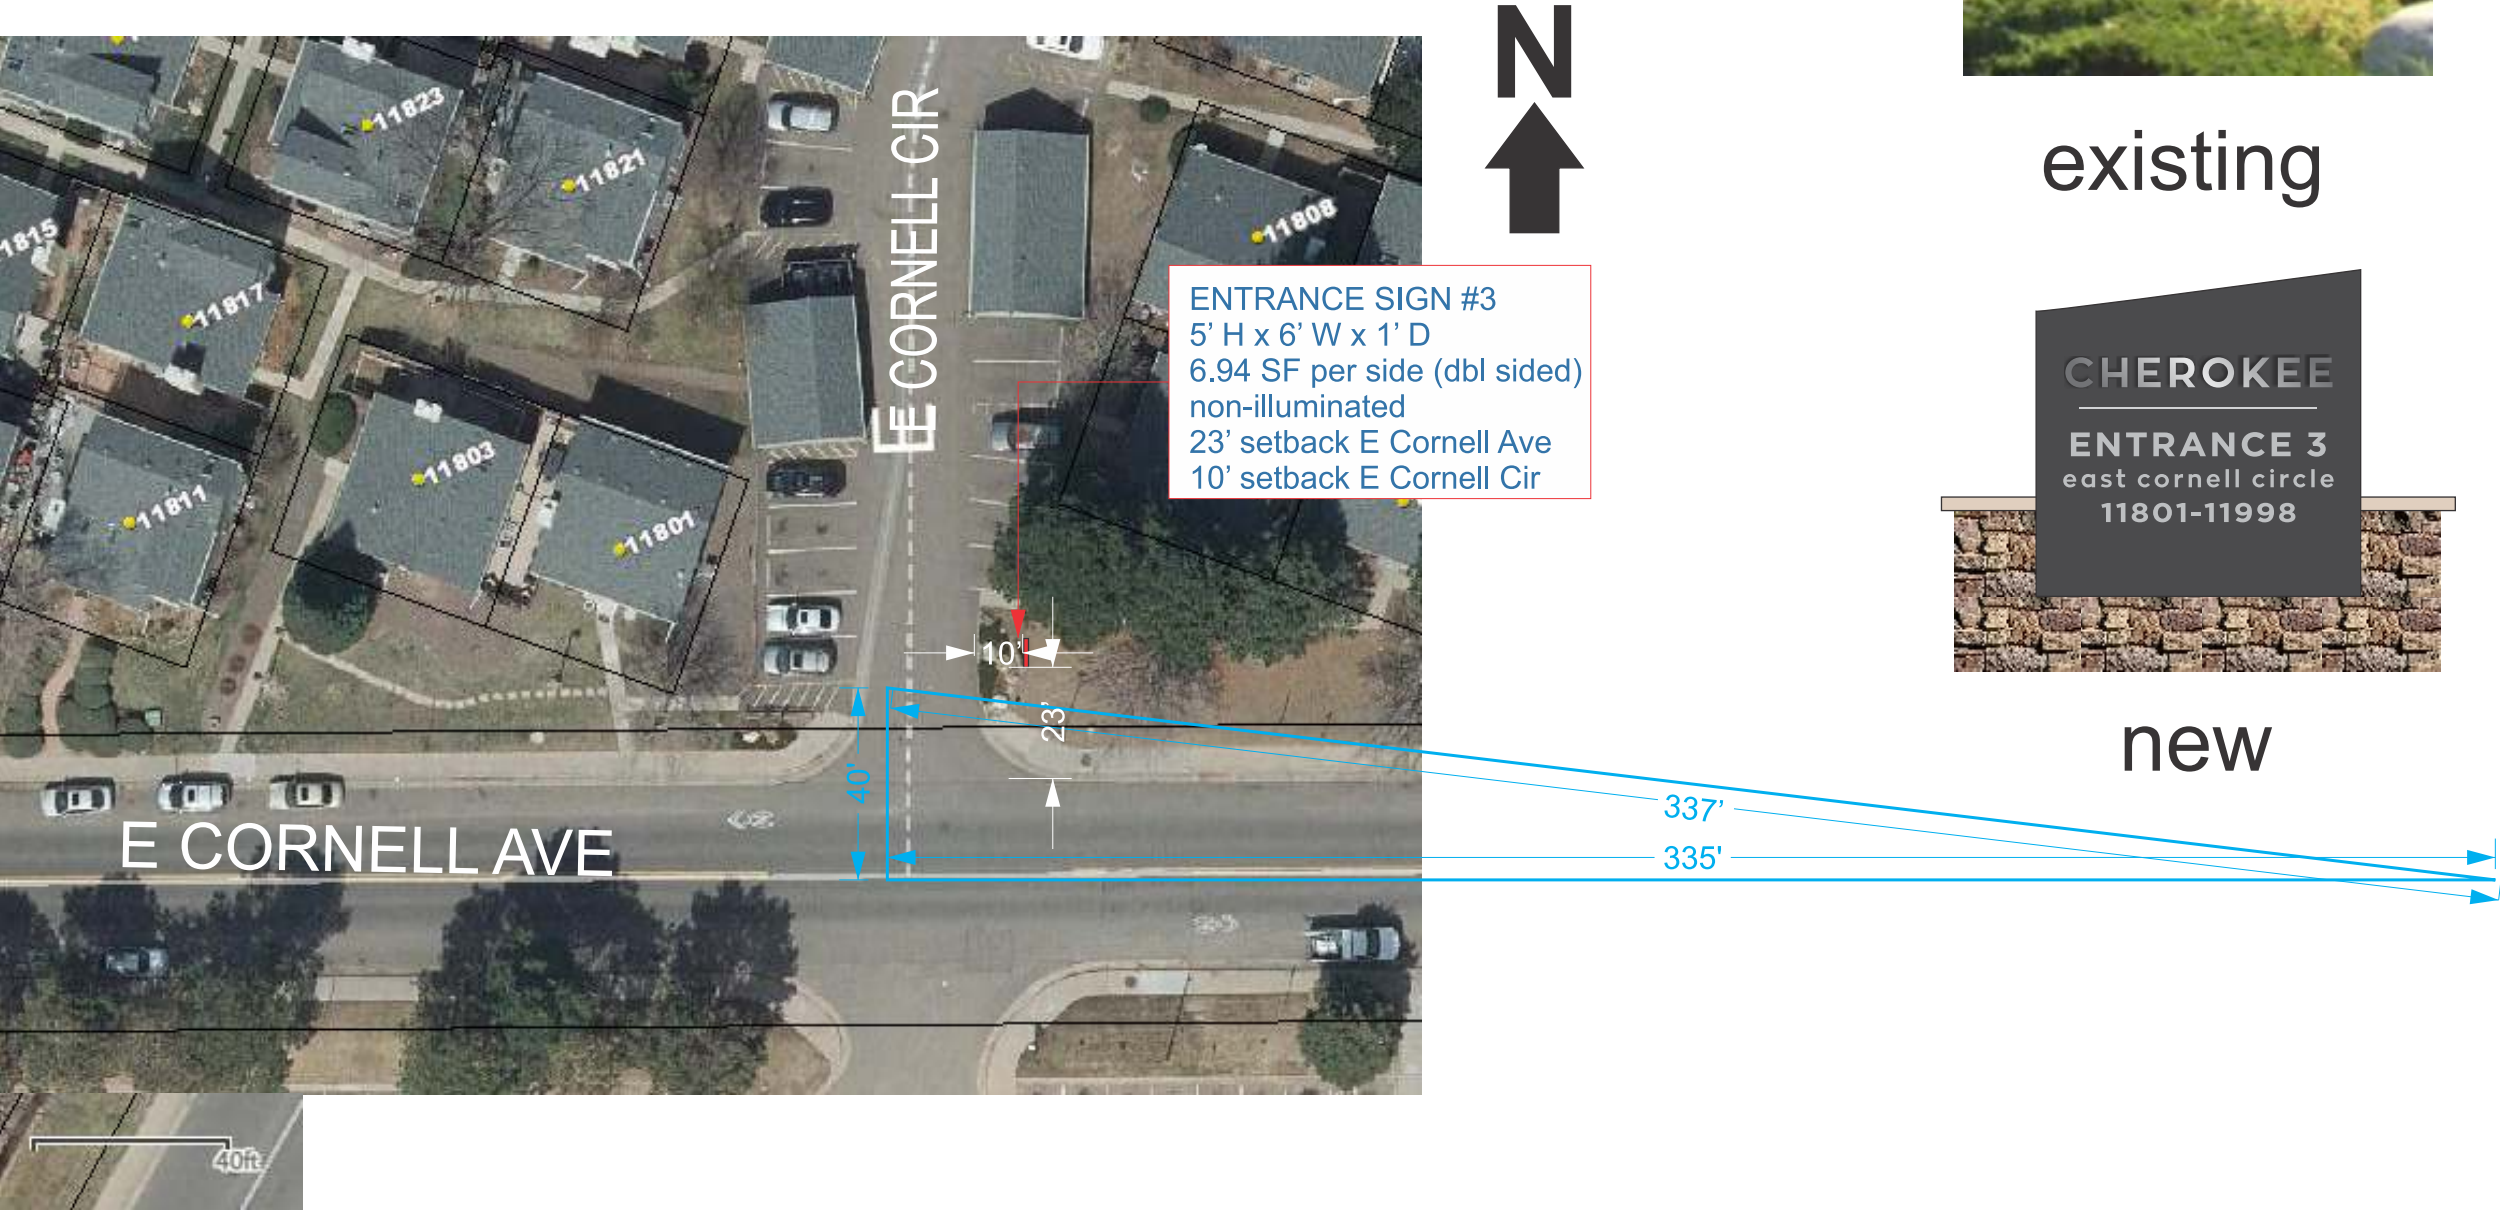 N
existing
11823
11821
11815
11817
11808
11803
11811
11801
E CORNELL CIR
E
ENTRANCE SIGN #3
5’ H x 6’ W x 1’ D
6.94 SF per side (dbl sided)
non-illuminated
23’ setback E Cornell Ave
10’ setback E Cornell Cir
CHEROKEE
ENTRANCE 3
east cornell circle
11801-11998
new
10’
23’
40'
337’
335'
E CORNELL AVE
40ft